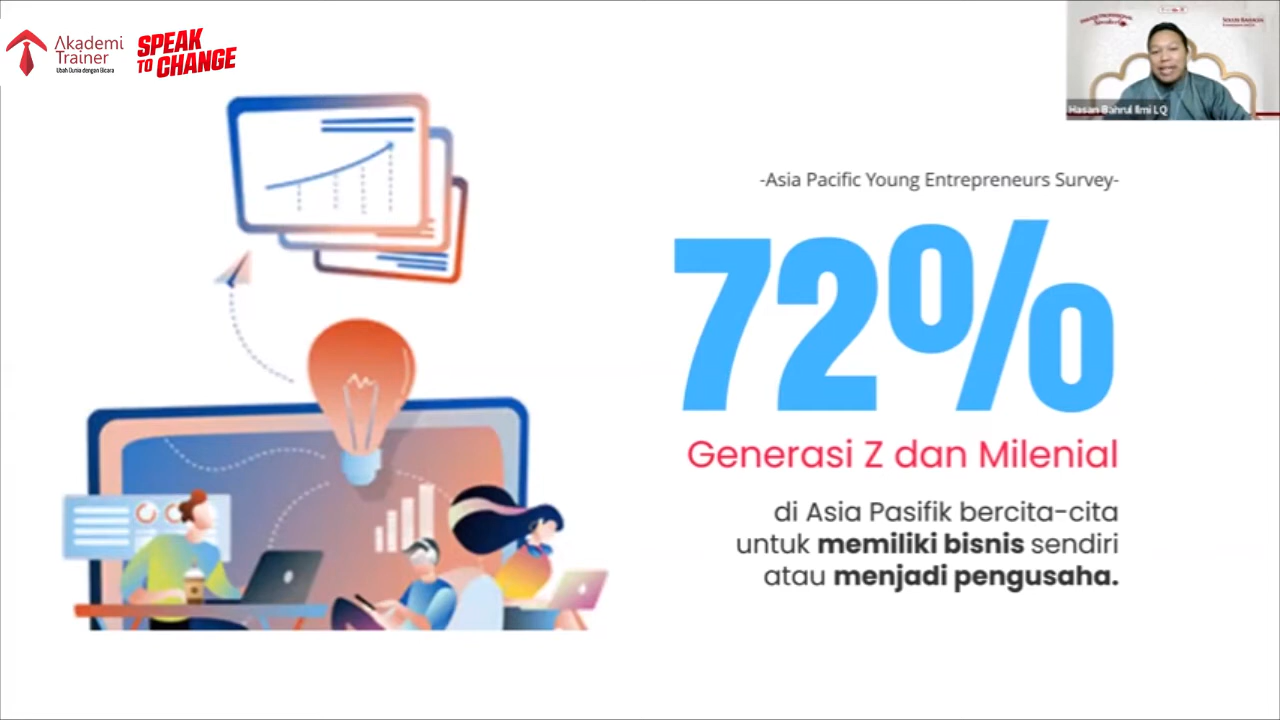 Akademi
Trainer
Ubah Dunia dengan Bicara
SPEAK
TO CHANGE
Hasan Bahrul Ilmi LQ
-Asia Pacific Young Entrepreneurs Survey-
72%
Generasi Z dan Milenial
di Asia Pasifik bercita-cita
untuk memiliki bisnis sendiri
atau menjadi pengusaha.